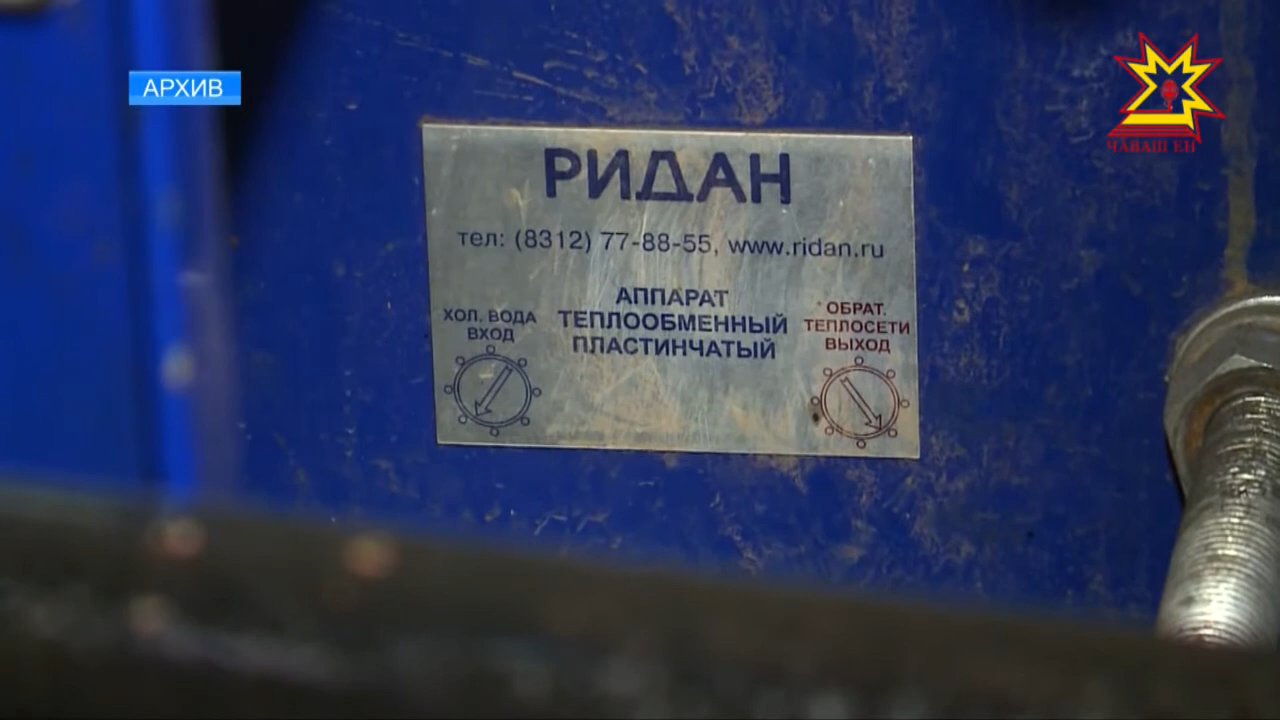 АРХИВ
ЧĂВАШ ЕН
РИДАН
тел: (8312) 77-88-55, www.ridan.ru
АППАРАТ
ТЕПЛООБМЕННЫЙ
ПЛАСТИНЧАТЫЙ
ХОЛ. ВОДА
ВХОД
ОБРАТ.
ТЕПЛОСЕТИ
ВЫХОД